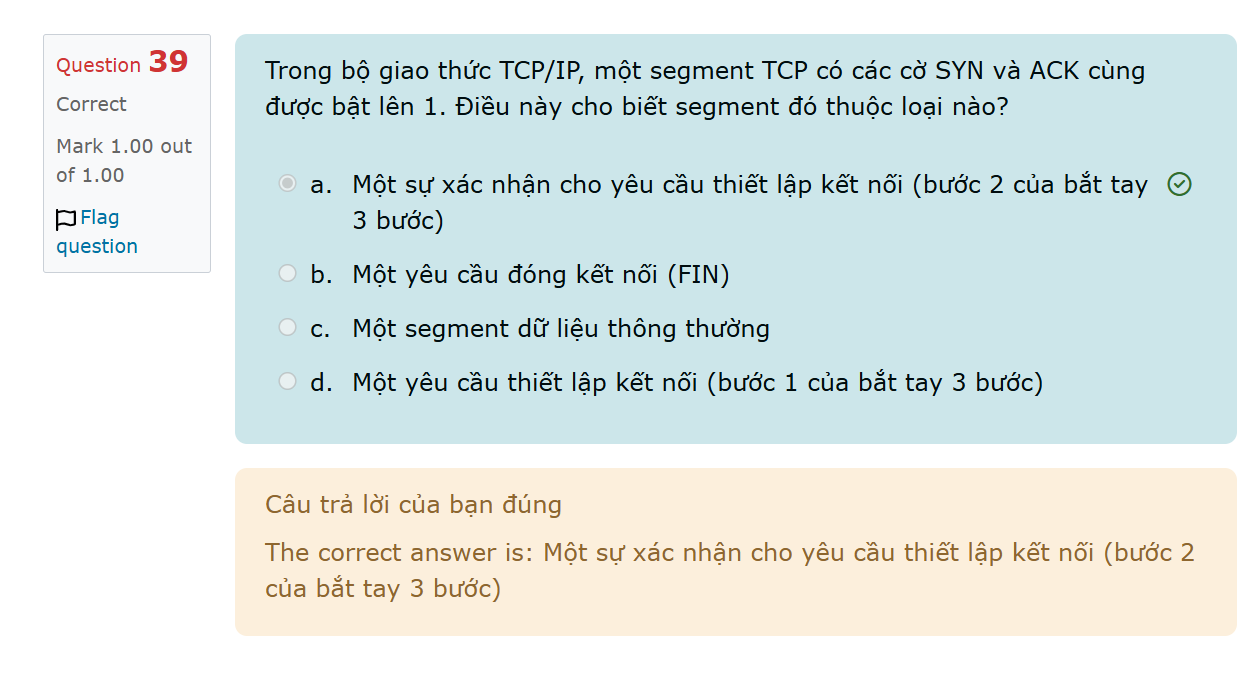 Question 39
Correct
Mark 1.00 out
of 1.00
Flag
question
Trong bộ giao thức TCP/IP, một segment TCP có các cờ SYN và ACK cùng
được bật lên 1. Điều này cho biết segment đó thuộc loại nào?
a. Một sự xác nhận cho yêu cầu thiết lập kết nối (bước 2 của bắt tay
3 bước)
b. Một yêu cầu đóng kết nối (FIN)
c. Một segment dữ liệu thông thường
d. Một yêu cầu thiết lập kết nối (bước 1 của bắt tay 3 bước)
Câu trả lời của bạn đúng
The correct answer is: Một sự xác nhận cho yêu cầu thiết lập kết nối (bước 2
của bắt tay 3 bước)